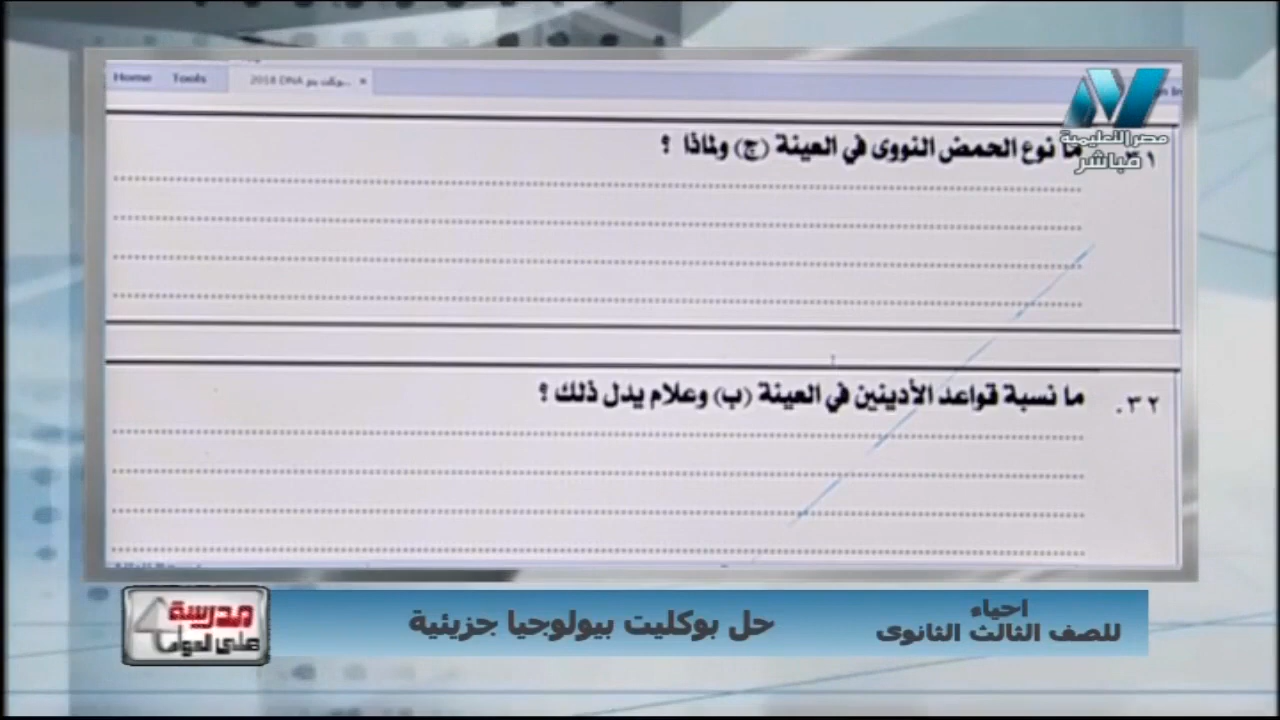 Home Tools 2018 DNA
مصر التعليمية
مباشر
٣١. ما نوع الحمض النووى في العينة (ج) ولماذا ؟
٣٢. ما نسبة قواعد الأدينين في العينة (ب) وعلام يدل ذلك ؟
احياء
للصف الثالث الثانوى
حل بوكليت بيولوجيا جزيئية
مدرسة
على الهواء